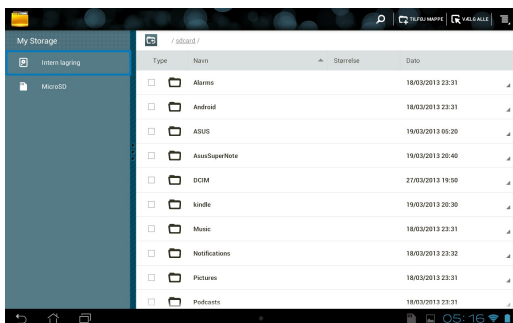 TILFØJ MAPPE
VÆLG ALLE
My Storage
/ sdcard /
Intern lagring
Type Navn Størrelse Dato
MicroSD
Alarms 18/03/2013 23:31
Android 18/03/2013 23:31
ASUS 19/03/2013 05:20
AsusSuperNote 19/03/2013 20:40
DCIM 27/03/2013 19:50
kindle 19/03/2013 20:30
Music 18/03/2013 23:31
Notifications 18/03/2013 23:32
Pictures 18/03/2013 23:31
Podcasts 18/03/2013 23:31
05:16